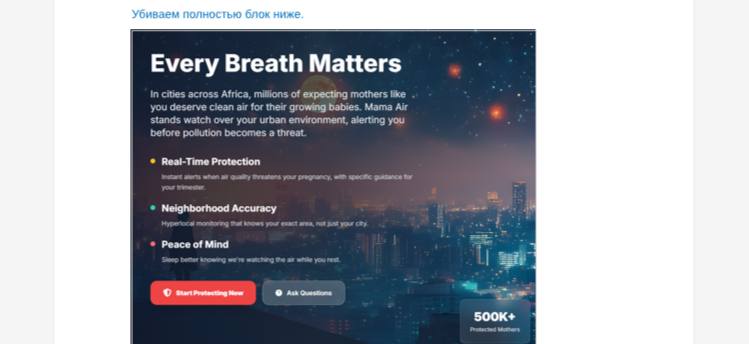 Убиваем полностью блок ниже.
Every Breath Matters
In cities across Africa, millions of expecting mothers like
you deserve clean air for their growing babies. Mama Air
stands watch over your urban environment, alerting you
before pollution becomes a threat.
Real-Time Protection
Instant alerts when air quality threatens your pregnancy, with specific guidance for
your trimester.
Neighborhood Accuracy
Hyperlocal monitoring that knows your exact area, not just your city.
Peace of Mind
Sleep better knowing we're watching the air while you rest.
Start Protecting Now
Ask Questions
500K+
Protected Mothers